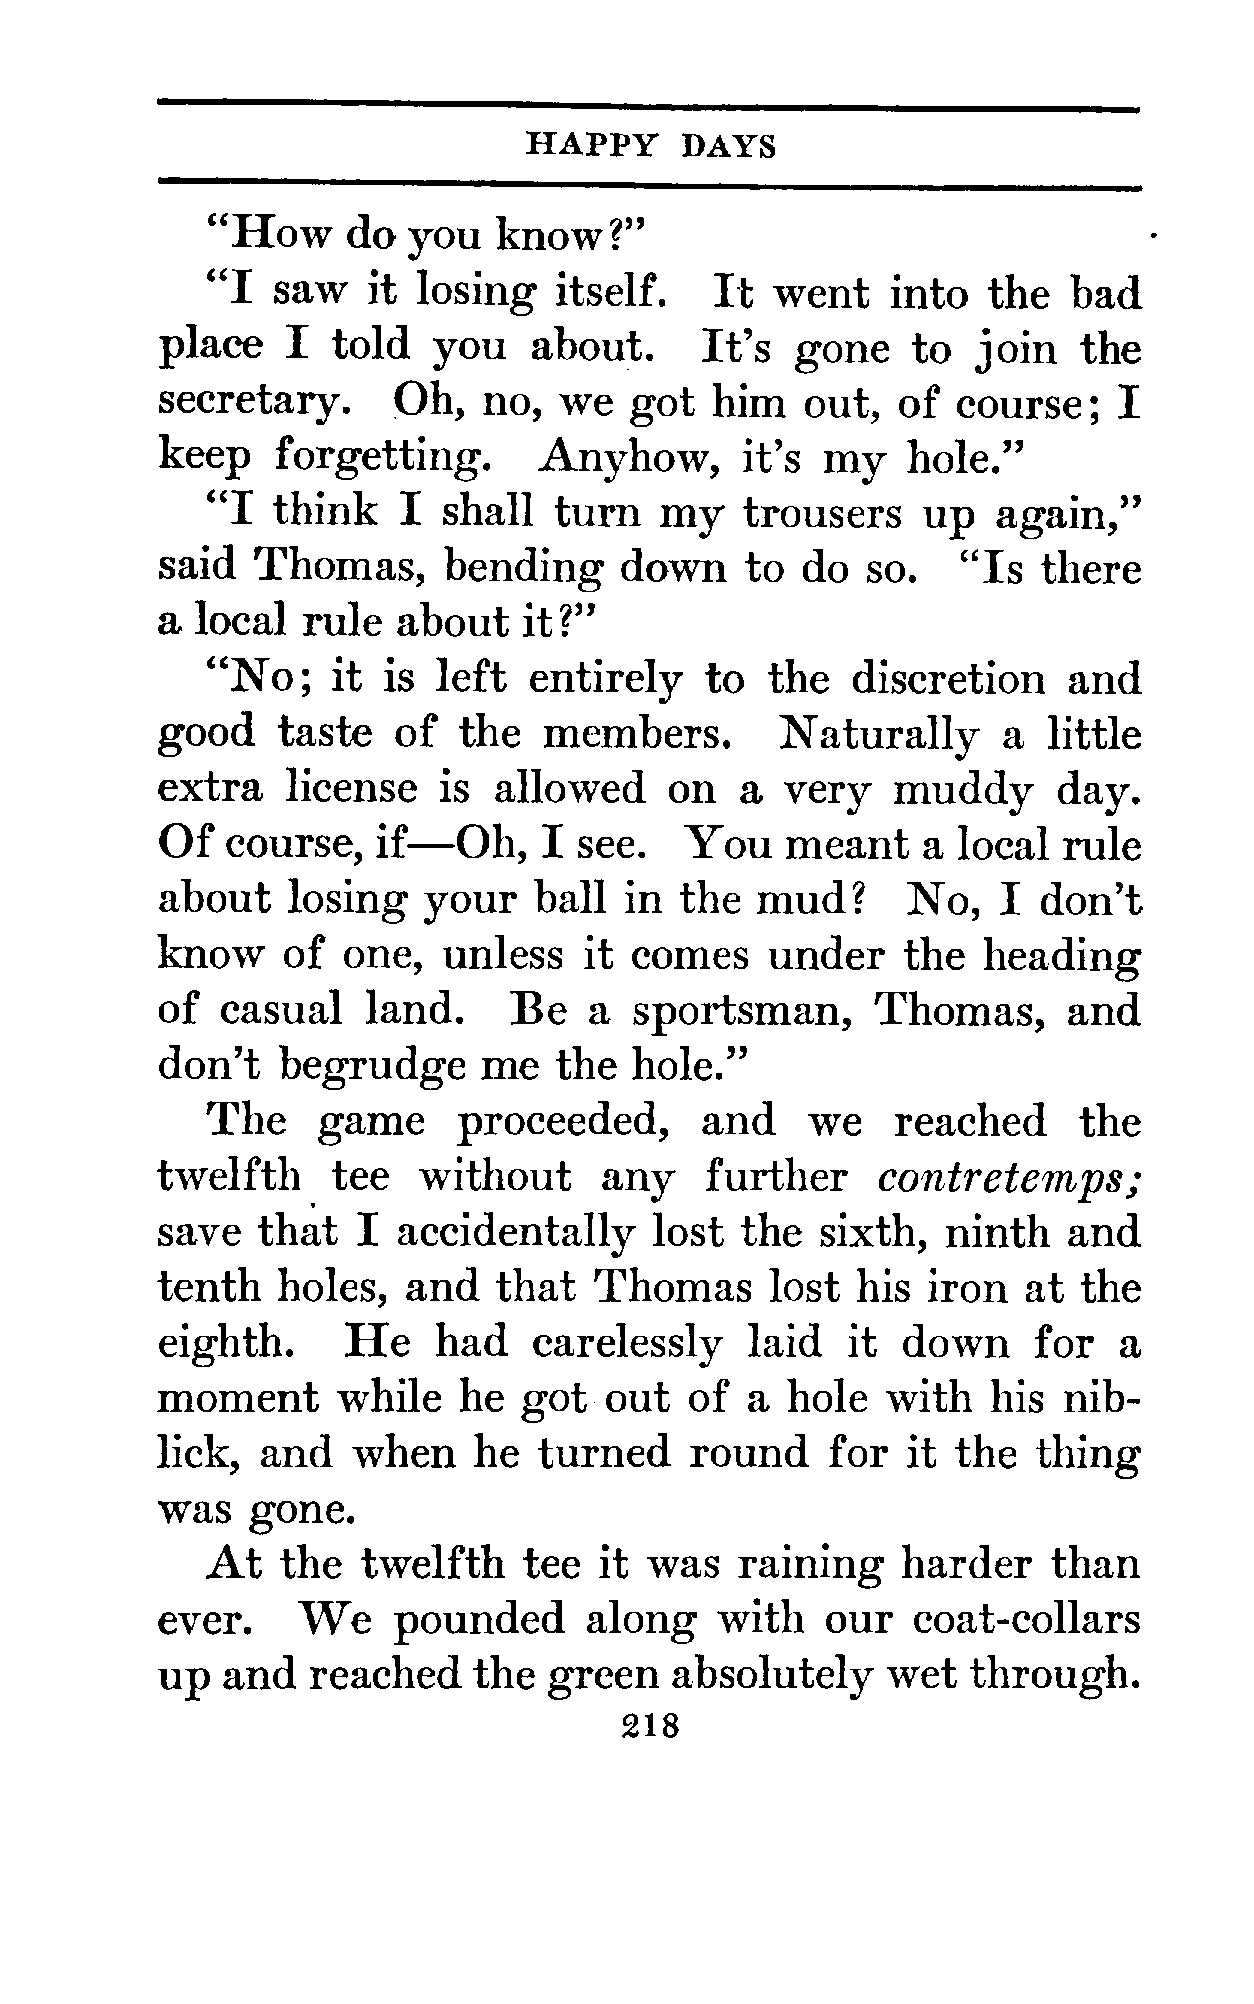 HAPPY DAYS
"How do you know?"
"I saw it losing itself. It went into the bad
place I told you about. It's gone to join the
secretary. Oh, no, we got him out, of course; I
keep forgetting. Anyhow, it's my hole."
"I think I shall turn my trousers up again,"
said Thomas, bending down to do so. "Is there
a local rule about it?"
"No; it is left entirely to the discretion and
good taste of the members. Naturally a little
extra license is allowed on a very muddy day.
Of course, if—Oh, I see. You meant a local rule
about losing your ball in the mud? No, I don't
know of one, unless it comes under the heading
of casual land. Be a sportsman, Thomas, and
don't begrudge me the hole."
The game proceeded, and we reached the
twelfth tee without any further contretemps;
save that I accidentally lost the sixth, ninth and
tenth holes, and that Thomas lost his iron at the
eighth. He had carelessly laid it down for a
moment while he got out of a hole with his nib-
lick, and when he turned round for it the thing
was gone.
At the twelfth tee it was raining harder than
ever. We pounded along with our coat-collars
up and reached the green absolutely wet through.
218